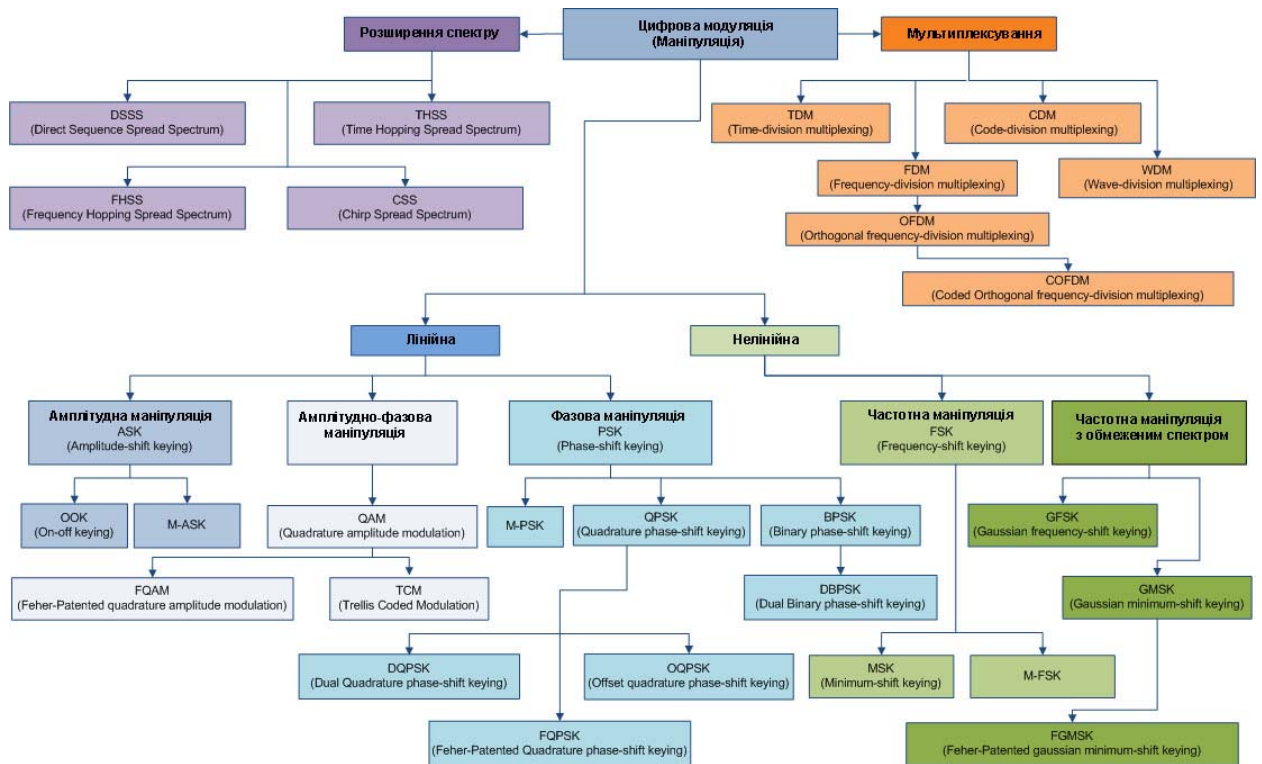 Розширення спектру
Цифрова модуляція
(Маніпуляція)
Мультиплексування
DSSS
(Direct Sequence Spread Spectrum)
THSS
(Time Hopping Spread Spectrum)
TDM
(Time-division multiplexing)
CDM
(Code-division multiplexing)
FHSS
(Frequency Hopping Spread Spectrum)
CSS
(Chirp Spread Spectrum)
FDM
(Frequency-division multiplexing)
WDM
(Wave-division multiplexing)
OFDM
(Orthogonal frequency-division multiplexing)
COFDM
(Coded Orthogonal frequency-division multiplexing)
Лінійна
Нелінійна
Амплітудна маніпуляція
ASK
(Amplitude-shift keying)
Амплітудно-фазова
маніпуляція
Фазова маніпуляція
PSK
(Phase-shift keying)
Частотна маніпуляція
FSK
(Frequency-shift keying)
Частотна маніпуляція
з обмеженим спектром
OOK
(On-off keying)
M-ASK
QAM
(Quadrature amplitude modulation)
M-PSK
QPSK
(Quadrature phase-shift keying)
BPSK
(Binary phase-shift keying)
GFSK
(Gaussian frequency-shift keying)
FQAM
(Feher-Patented quadrature amplitude modulation)
TCM
(Trellis Coded Modulation)
DBPSK
(Dual Binary phase-shift keying)
GMSK
(Gaussian minimum-shift keying)
DQPSK
(Dual Quadrature phase-shift keying)
OQPSK
(Offset quadrature phase-shift keying)
MSK
(Minimum-shift keying)
M-FSK
FQPSK
(Feher-Patented Quadrature phase-shift keying)
FGMSK
(Feher-Patented gaussian minimum-shift keying)